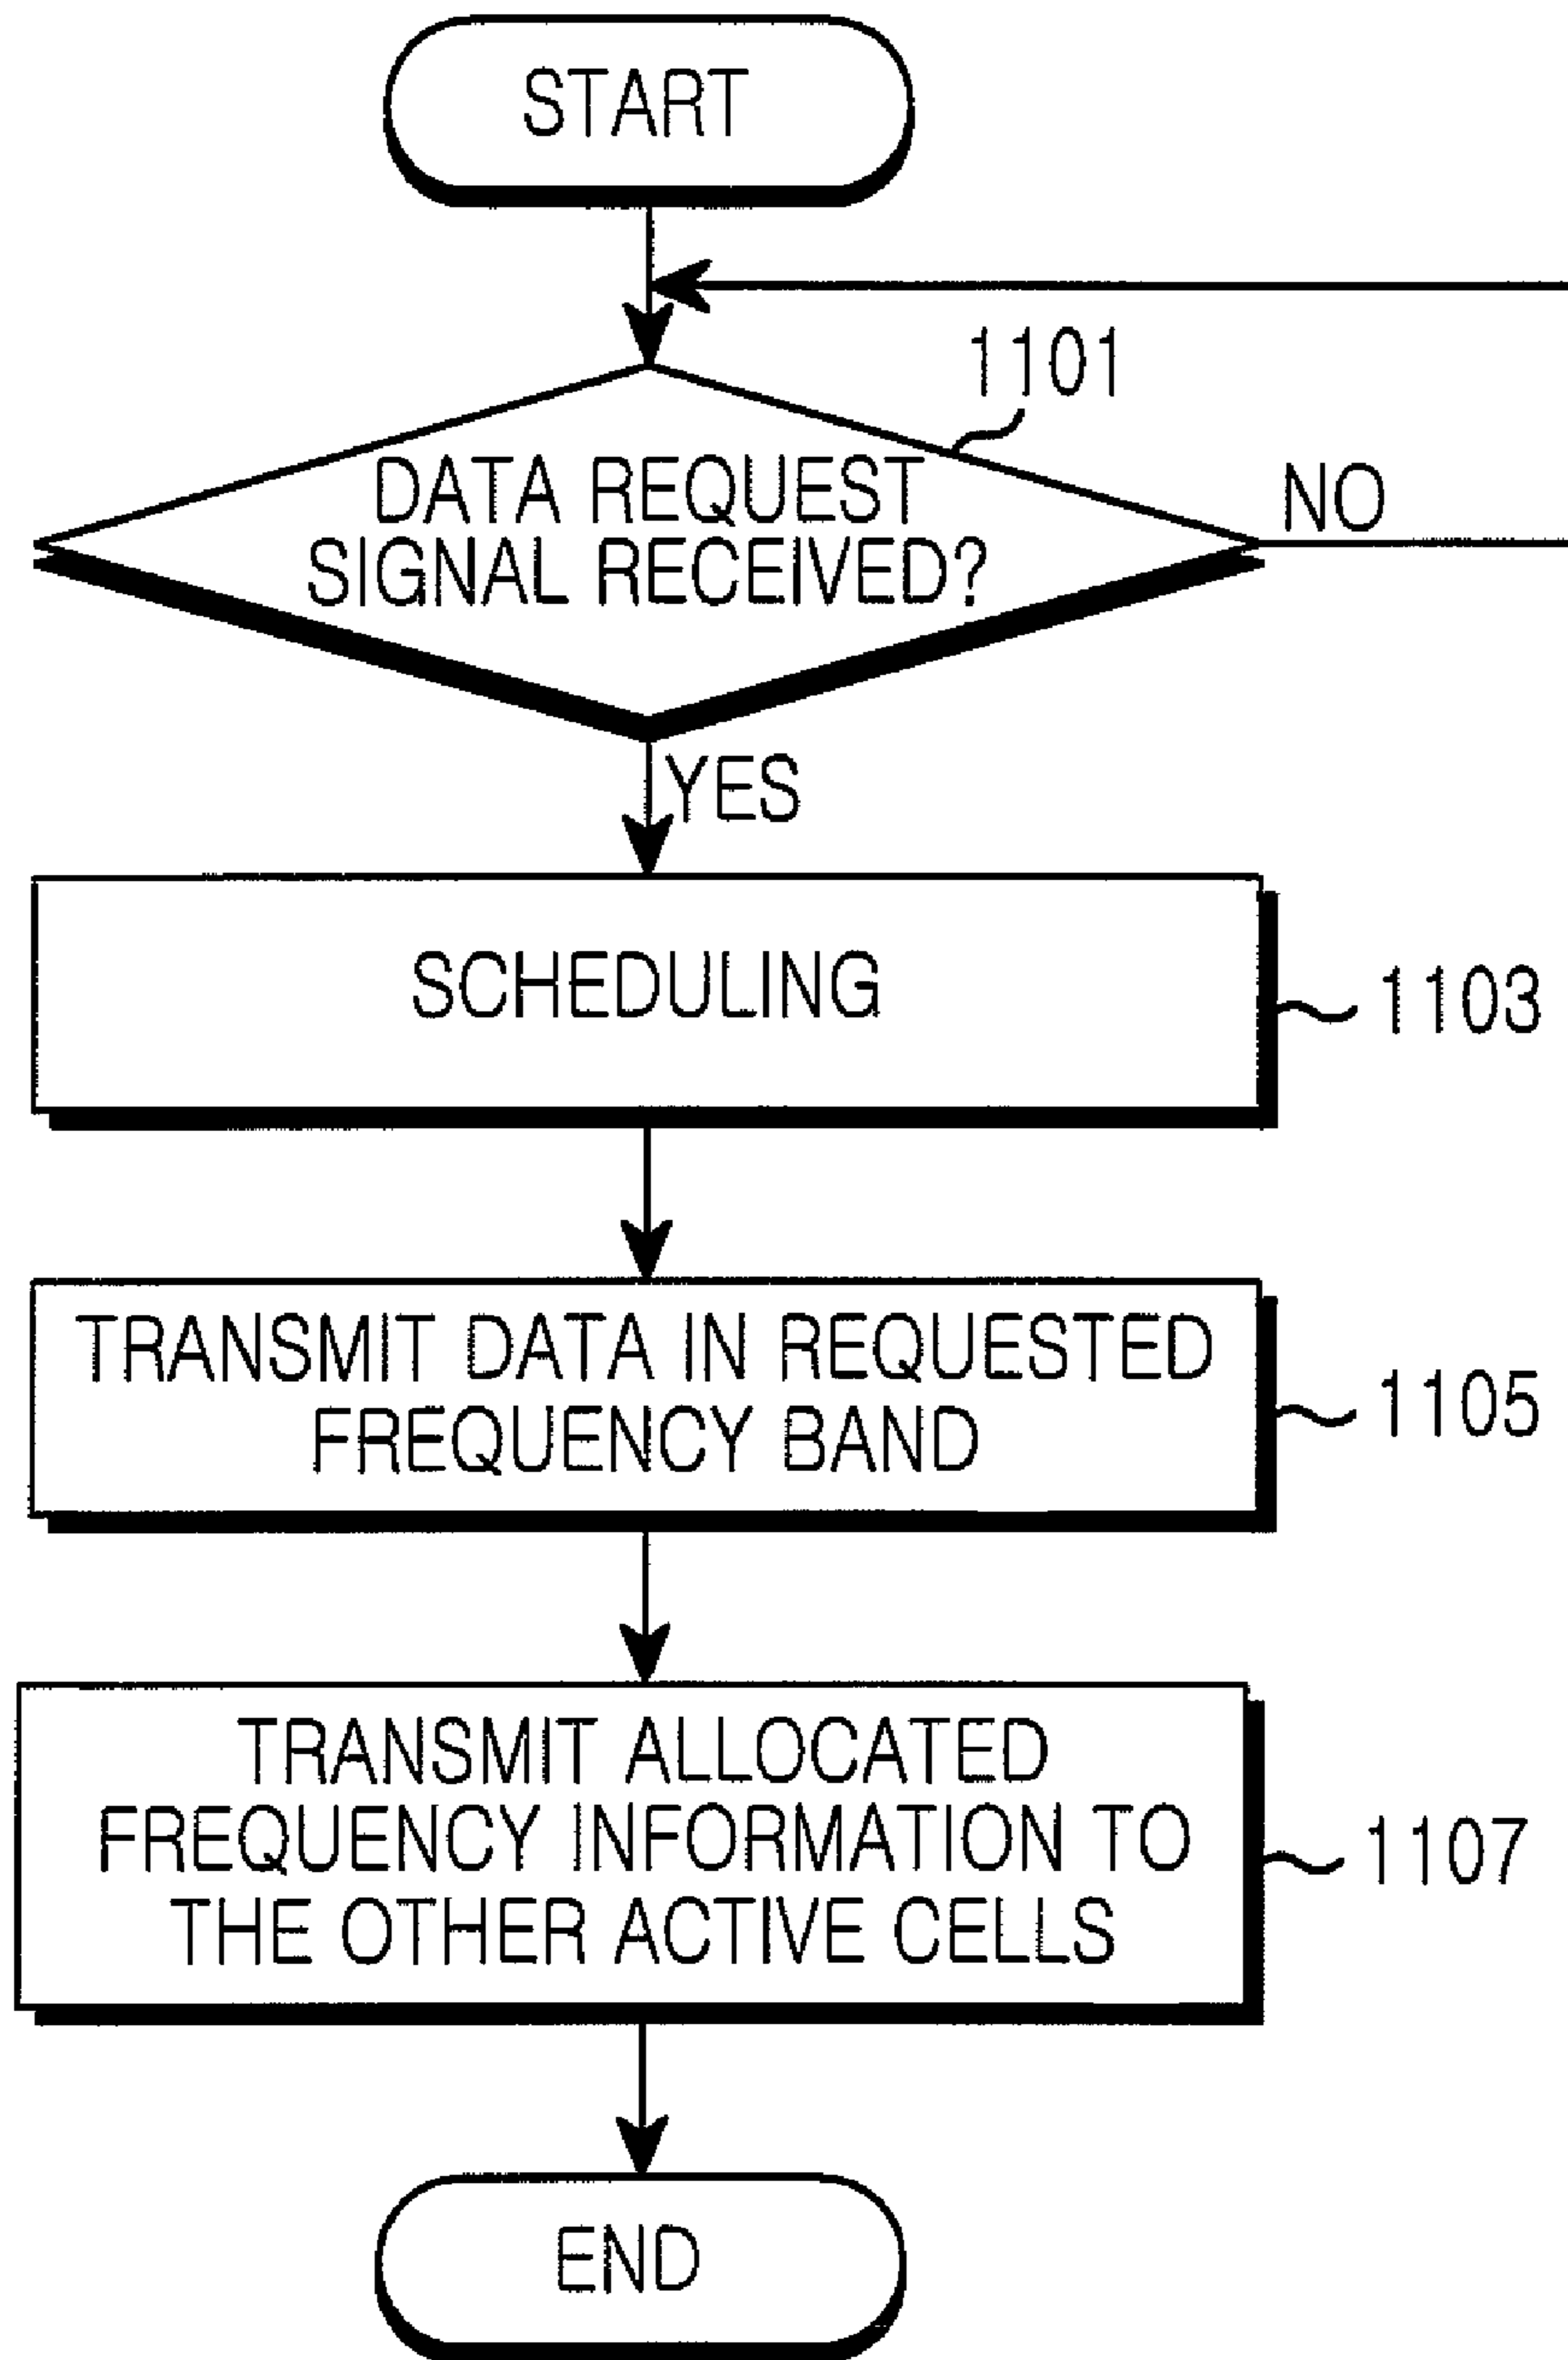 START
1101
DATA REQUEST
SIGNAL RECEIVED?
NO
YES
SCHEDULING
1103
TRANSMIT DATA IN REQUESTED
FREQUENCY BAND
1105
TRANSMIT ALLOCATED
FREQUENCY INFORMATION TO
THE OTHER ACTIVE CELLS
1107
END